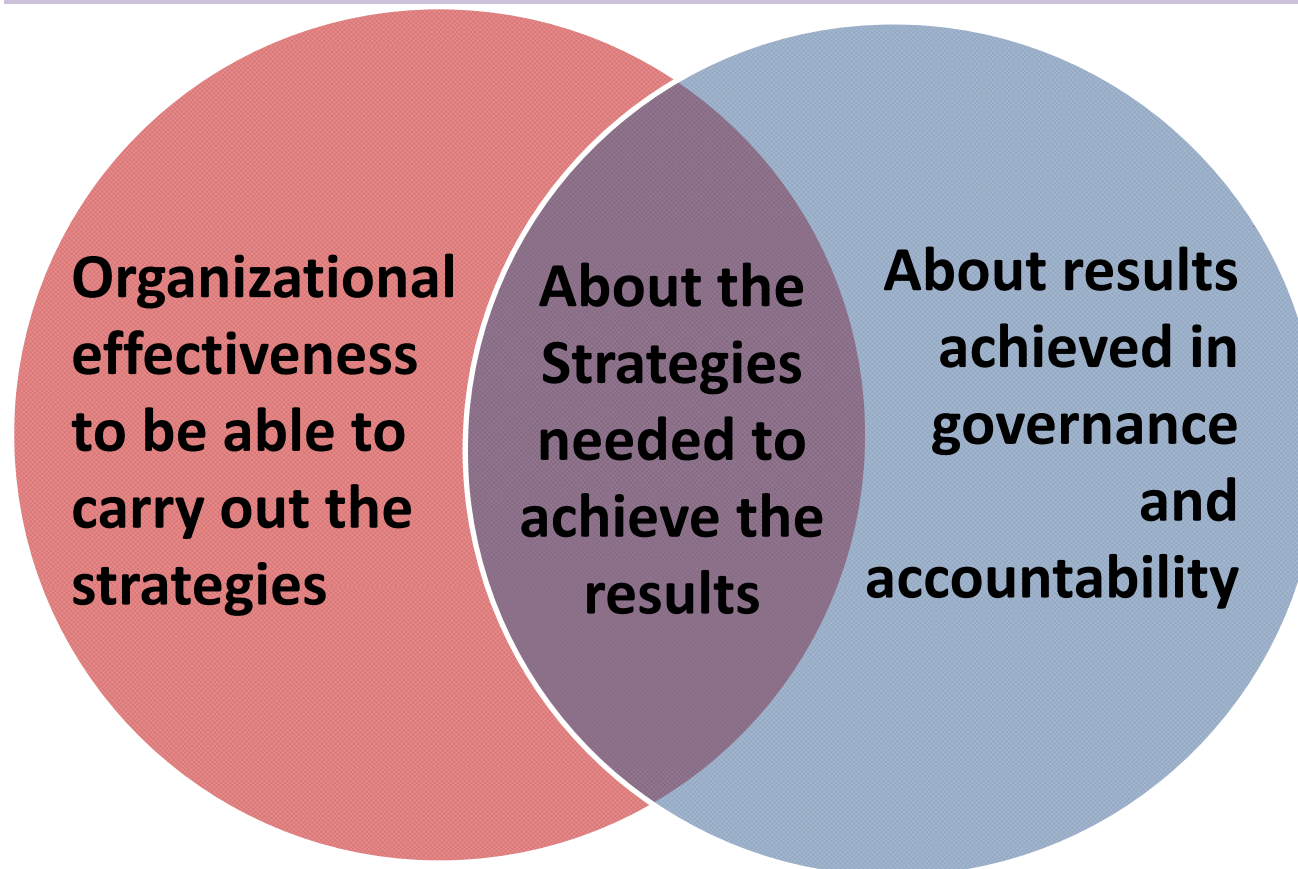 Organizational
effectiveness
to be able to
carry out the
strategies
About the
Strategies
needed to
achieve the
results
About results
achieved in
governance
and
accountability